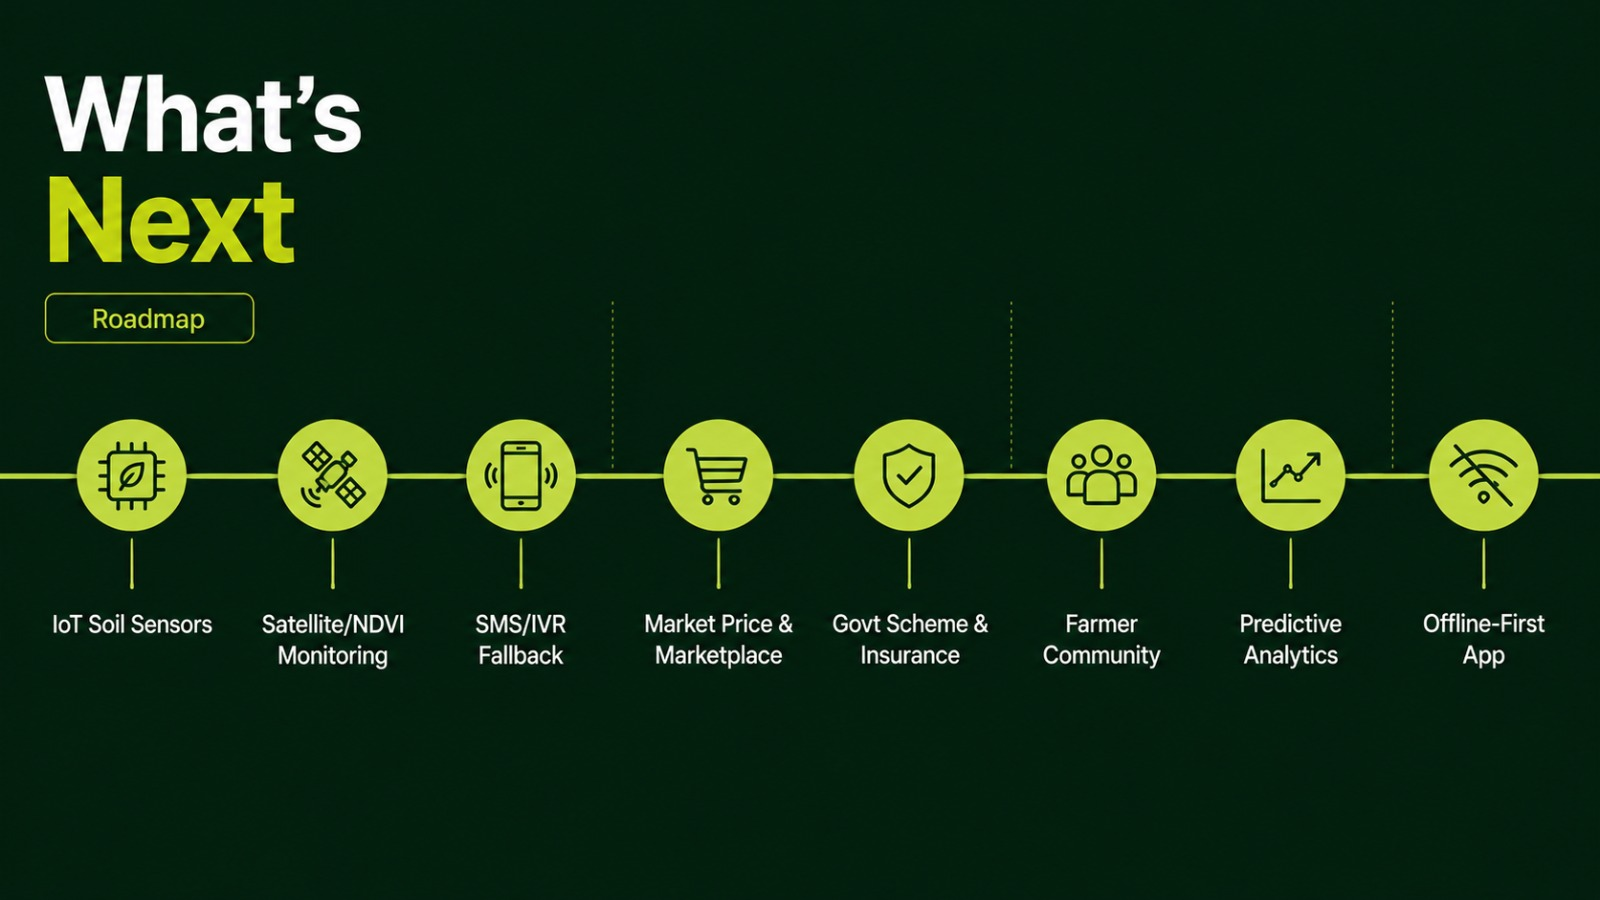 What’s
Next
Roadmap
IoT Soil Sensors
Satellite/NDVI
Monitoring
SMS/IVR
Fallback
Market Price &
Marketplace
Govt Scheme &
Insurance
Farmer
Community
Predictive
Analytics
Offline-First
App